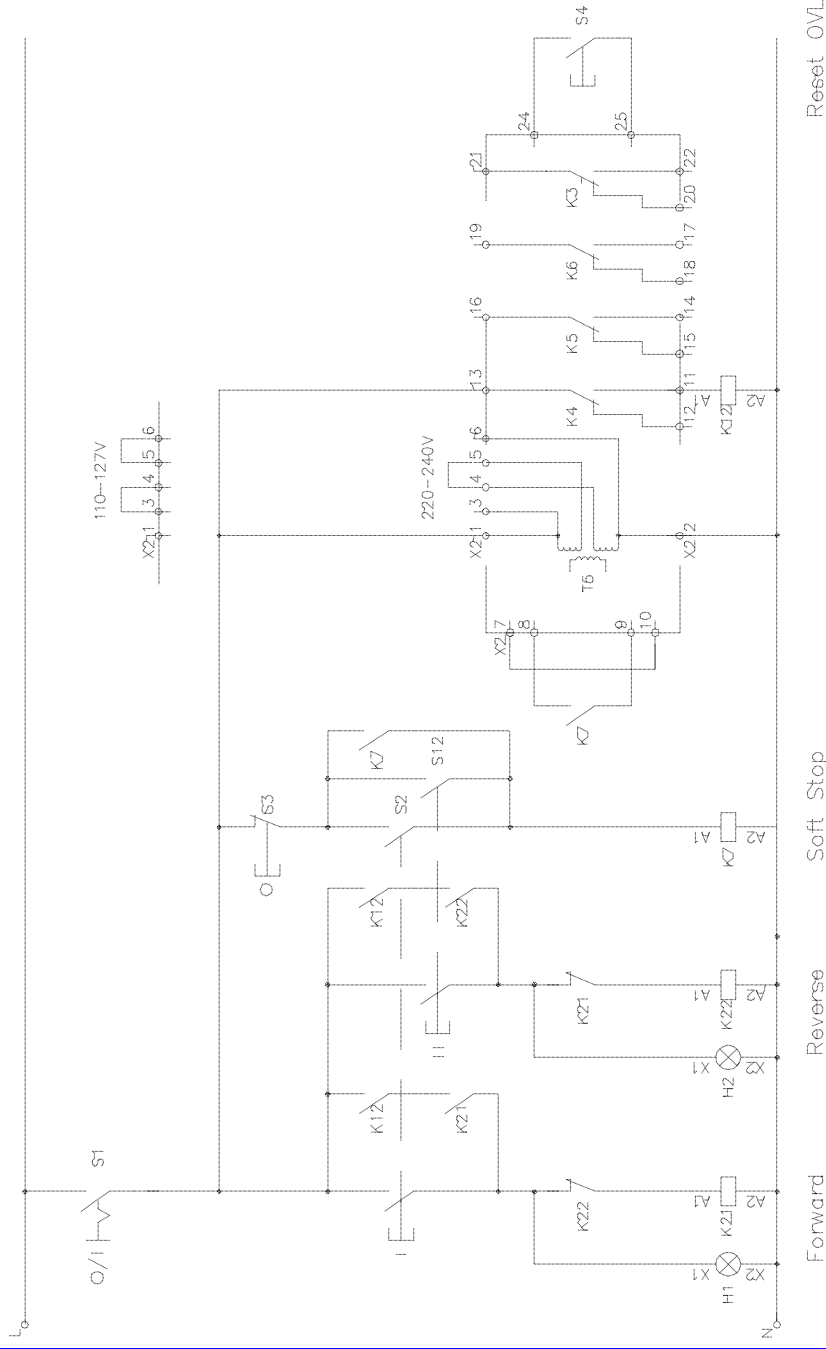 L
N
O/I
S1
I
II
O
S3
K12
K21
K12
K22
S2
S12
K7
K22
K21
X1
H1
X2
A1
K21
A2
X1
H2
X2
A1
K22
A2
A1
K7
A2
110-127V
X2
1
3
4
5
6
220-240V
X2
1
3
4
5
6
13
16
19
21
X2
7
8
9
10
K7
T6
X2
2
K4
K5
K6
K3
12
11
15
14
18
17
20
22
24
25
S4
A1
K12
A2
Forward
Reverse
Soft Stop
Reset OVL